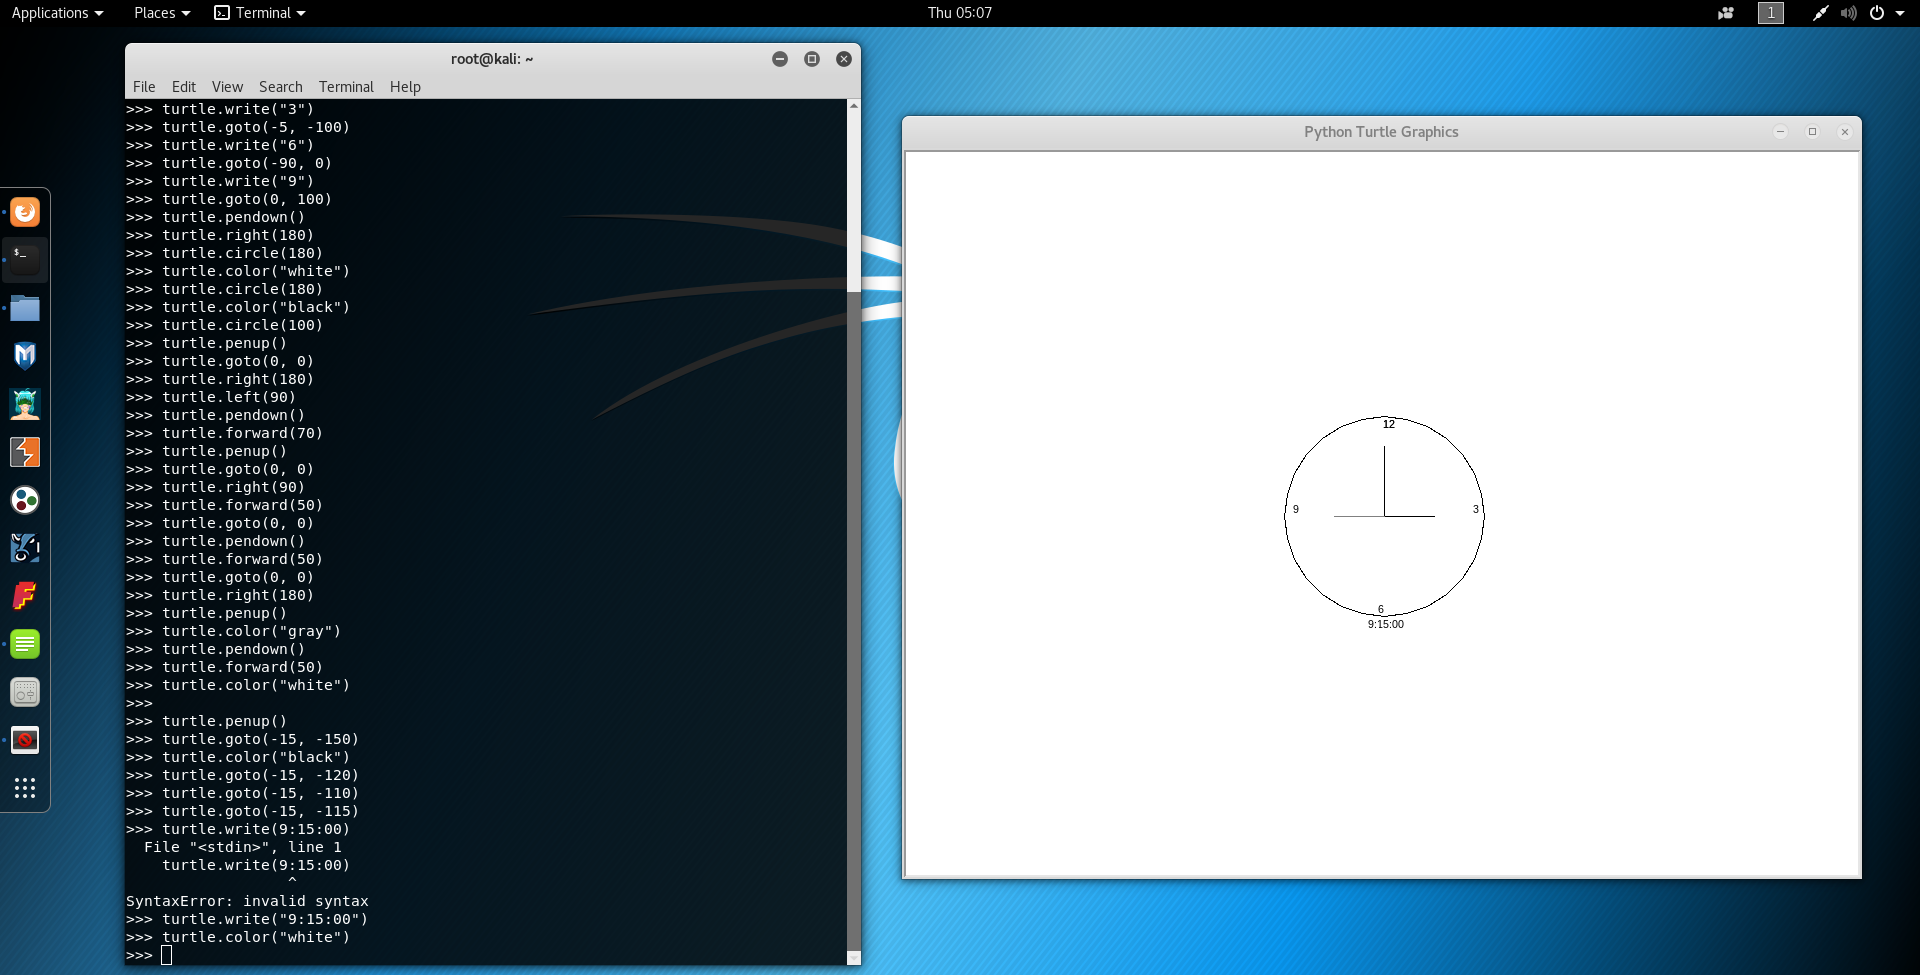 Applications Places Terminal Thu 05:07 1
root@kali: ~
File Edit View Search Terminal Help
>>> turtle.write("3")
>>> turtle.goto(-5, -100)
>>> turtle.write("6")
>>> turtle.goto(-90, 0)
>>> turtle.write("9")
>>> turtle.goto(0, 100)
>>> turtle.pendown()
>>> turtle.right(180)
>>> turtle.circle(180)
>>> turtle.color("white")
>>> turtle.circle(180)
>>> turtle.color("black")
>>> turtle.circle(100)
>>> turtle.penup()
>>> turtle.goto(0, 0)
>>> turtle.right(180)
>>> turtle.left(90)
>>> turtle.pendown()
>>> turtle.forward(70)
>>> turtle.penup()
>>> turtle.goto(0, 0)
>>> turtle.right(90)
>>> turtle.forward(50)
>>> turtle.goto(0, 0)
>>> turtle.pendown()
>>> turtle.forward(50)
>>> turtle.goto(0, 0)
>>> turtle.right(180)
>>> turtle.penup()
>>> turtle.color("gray")
>>> turtle.pendown()
>>> turtle.forward(50)
>>> turtle.color("white")
>>>
>>> turtle.penup()
>>> turtle.goto(-15, -150)
>>> turtle.color("black")
>>> turtle.goto(-15, -120)
>>> turtle.goto(-15, -110)
>>> turtle.goto(-15, -115)
>>> turtle.write(9:15:00)
  File "<stdin>", line 1
    turtle.write(9:15:00)
                  ^
SyntaxError: invalid syntax
>>> turtle.write("9:15:00")
>>> turtle.color("white")
>>>
Python Turtle Graphics
12
9 3
6
9:15:00